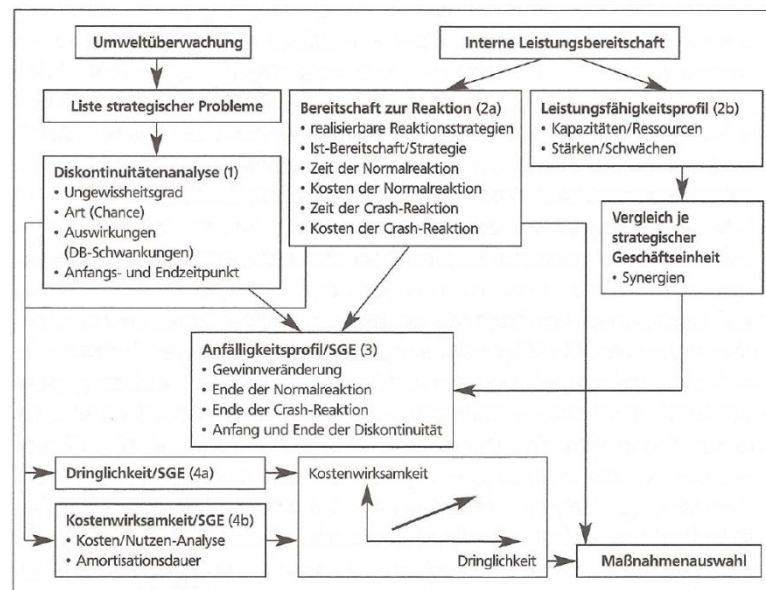 Umweltüberwachung
Interne Leistungsbereitschaft
Liste strategischer Probleme
Bereitschaft zur Reaktion (2a)
• realisierbare Reaktionsstrategien
• Ist-Bereitschaft/Strategie
• Zeit der Normalreaktion
• Kosten der Normalreaktion
• Zeit der Crash-Reaktion
• Kosten der Crash-Reaktion
Leistungsfähigkeitsprofil (2b)
• Kapazitäten/Ressourcen
• Stärken/Schwächen
Diskontinuitätenanalyse (1)
• Ungewissheitsgrad
• Art (Chance)
• Auswirkungen
(DB-Schwankungen)
• Anfangs- und Endzeitpunkt
Vergleich je
strategischer
Geschäftseinheit
• Synergien
Anfälligkeitsprofil/SGE (3)
• Gewinnveränderung
• Ende der Normalreaktion
• Ende der Crash-Reaktion
• Anfang und Ende der Diskontinuität
Dringlichkeit/SGE (4a)
Kostenwirksamkeit/SGE (4b)
• Kosten/Nutzen-Analyse
• Amortisationsdauer
Kostenwirksamkeit
Dringlichkeit
Maßnahmenauswahl